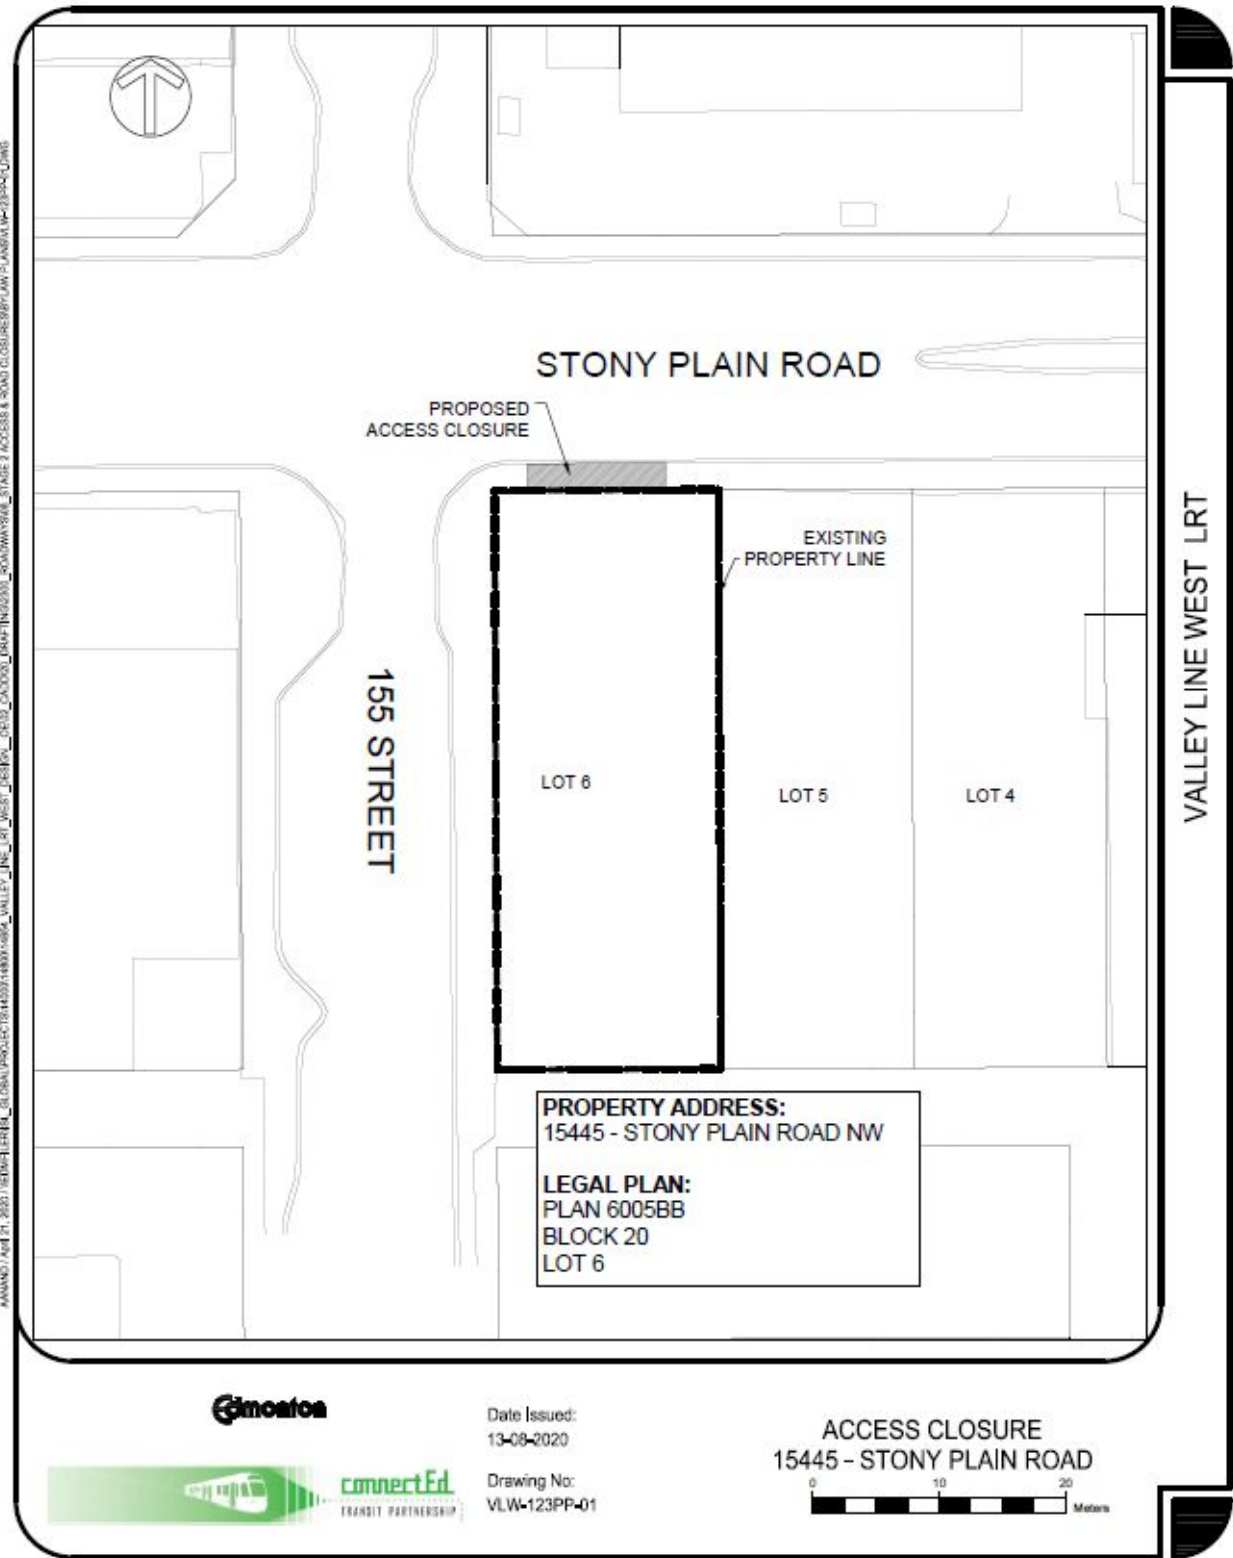 STONY PLAIN ROAD
PROPOSED
ACCESS CLOSURE
EXISTING
PROPERTY LINE
155 STREET
LOT 6
LOT 5
LOT 4
PROPERTY ADDRESS:
15445 - STONY PLAIN ROAD NW
LEGAL PLAN:
PLAN 6005BB
BLOCK 20
LOT 6
VALLEY LINE WEST LRT
Edmonton
connectEd
TRANSIT PARTNERSHIP
Date Issued:
13-08-2020
Drawing No:
VLW-123PP-01
ACCESS CLOSURE
15445 - STONY PLAIN ROAD
0 10 20
Meters